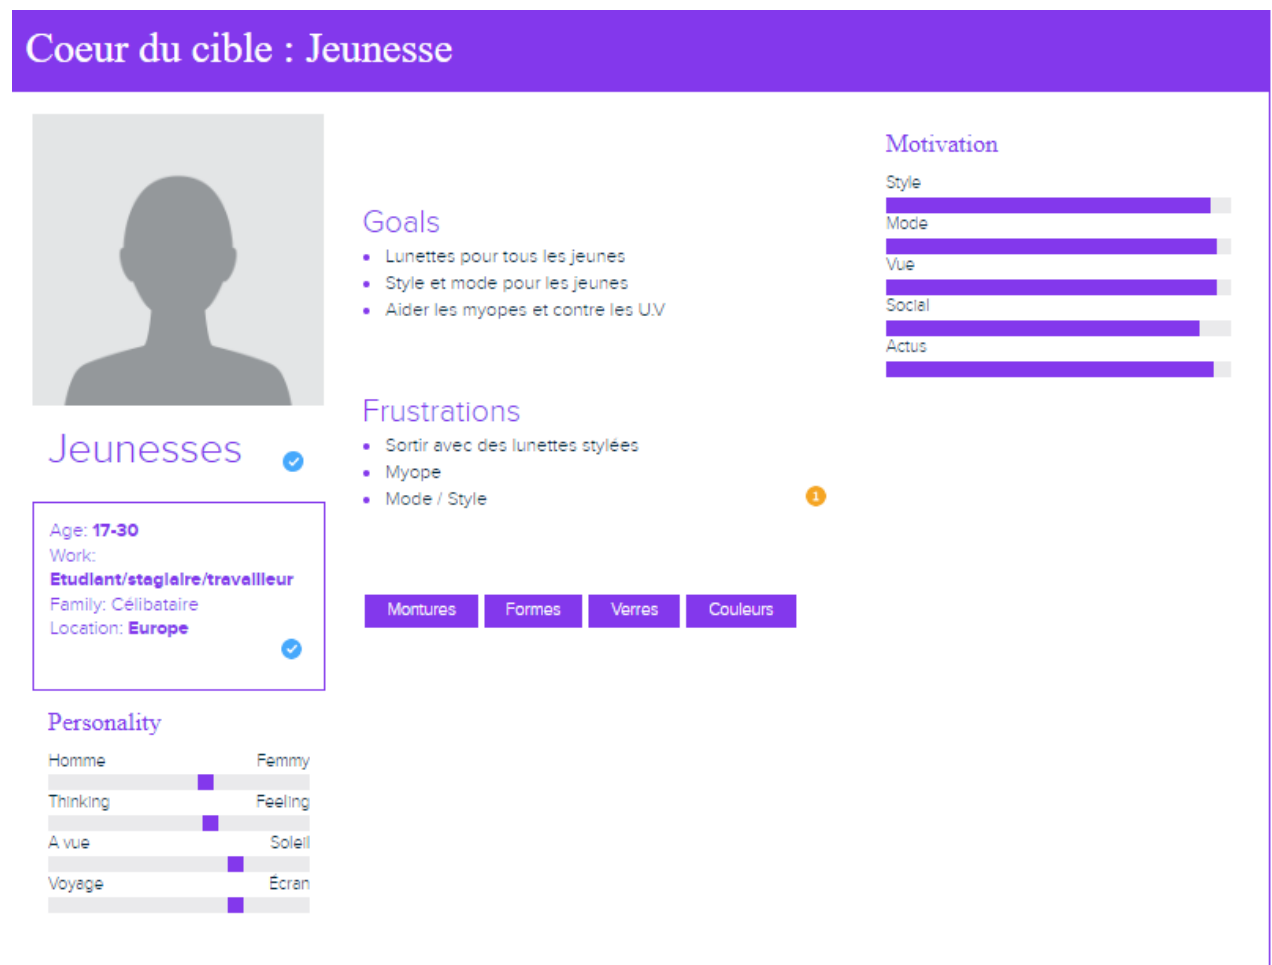 Coeur du cible : Jeunesse
Jeunesses
Age: 17-30
Work:
Etudiant/stagiaire/travailleur
Family: Célibataire
Location: Europe
Personality
Homme Femmy
Thinking Feeling
A vue Soleil
Voyage Écran
Goals
Lunettes pour tous les jeunes
Style et mode pour les jeunes
Aider les myopes et contre les U.V
Frustrations
Sortir avec des lunettes stylées
Myope
Mode / Style
1
Montures Formes Verres Couleurs
Motivation
Style
Mode
Vue
Social
Actus